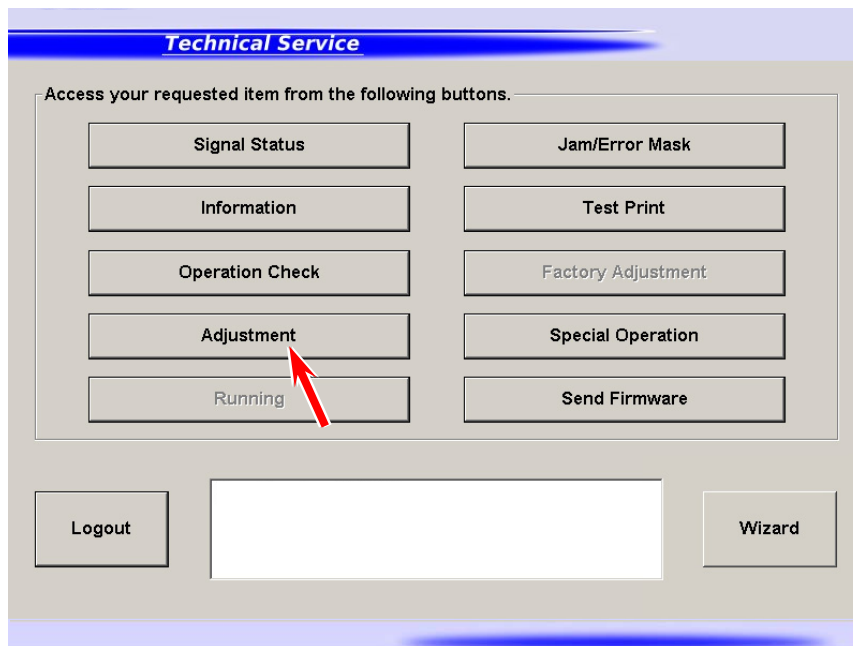 Technical Service
Access your requested item from the following buttons.
Signal Status
Jam/Error Mask
Information
Test Print
Operation Check
Factory Adjustment
Adjustment
Special Operation
Running
Send Firmware
Logout
Wizard